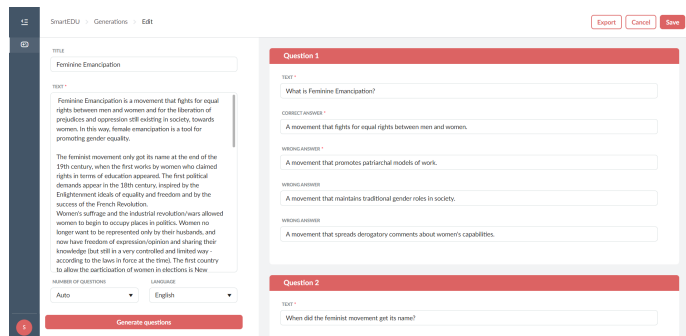 SmartEDU > Generations > Edit
Export
Cancel
Save
TITLE
Feminine Emancipation
TEXT *
Feminine Emancipation is a movement that fights for equal
rights between men and women and for the liberation of
prejudices and oppression still existing in society, towards
women. In this way, female emancipation is a tool for
promoting gender equality.
The feminist movement only got its name at the end of the
19th century, when the first works by women who claimed
rights in terms of education appeared. The first political
demands appear in the 18th century, inspired by the
Enlightenment ideals of equality and freedom and by the
success of the French Revolution.
Women's suffrage and the industrial revolution/wars allowed
women to begin to occupy places in politics. Women no
longer want to be represented only by their husbands, and
now have freedom of expression/opinion and sharing their
knowledge (but still in a very controlled and limited way -
according to the laws in force at the time). The first country
to allow the participation of women in elections is New
NUMBER OF QUESTIONS
Auto
LANGUAGE
English
Generate questions
S
Question 1
TEXT *
What is Feminine Emancipation?
CORRECT ANSWER *
A movement that fights for equal rights between men and women.
WRONG ANSWER *
A movement that promotes patriarchal models of work.
WRONG ANSWER
A movement that maintains traditional gender roles in society.
WRONG ANSWER
A movement that spreads derogatory comments about women's capabilities.
Question 2
TEXT *
When did the feminist movement get its name?